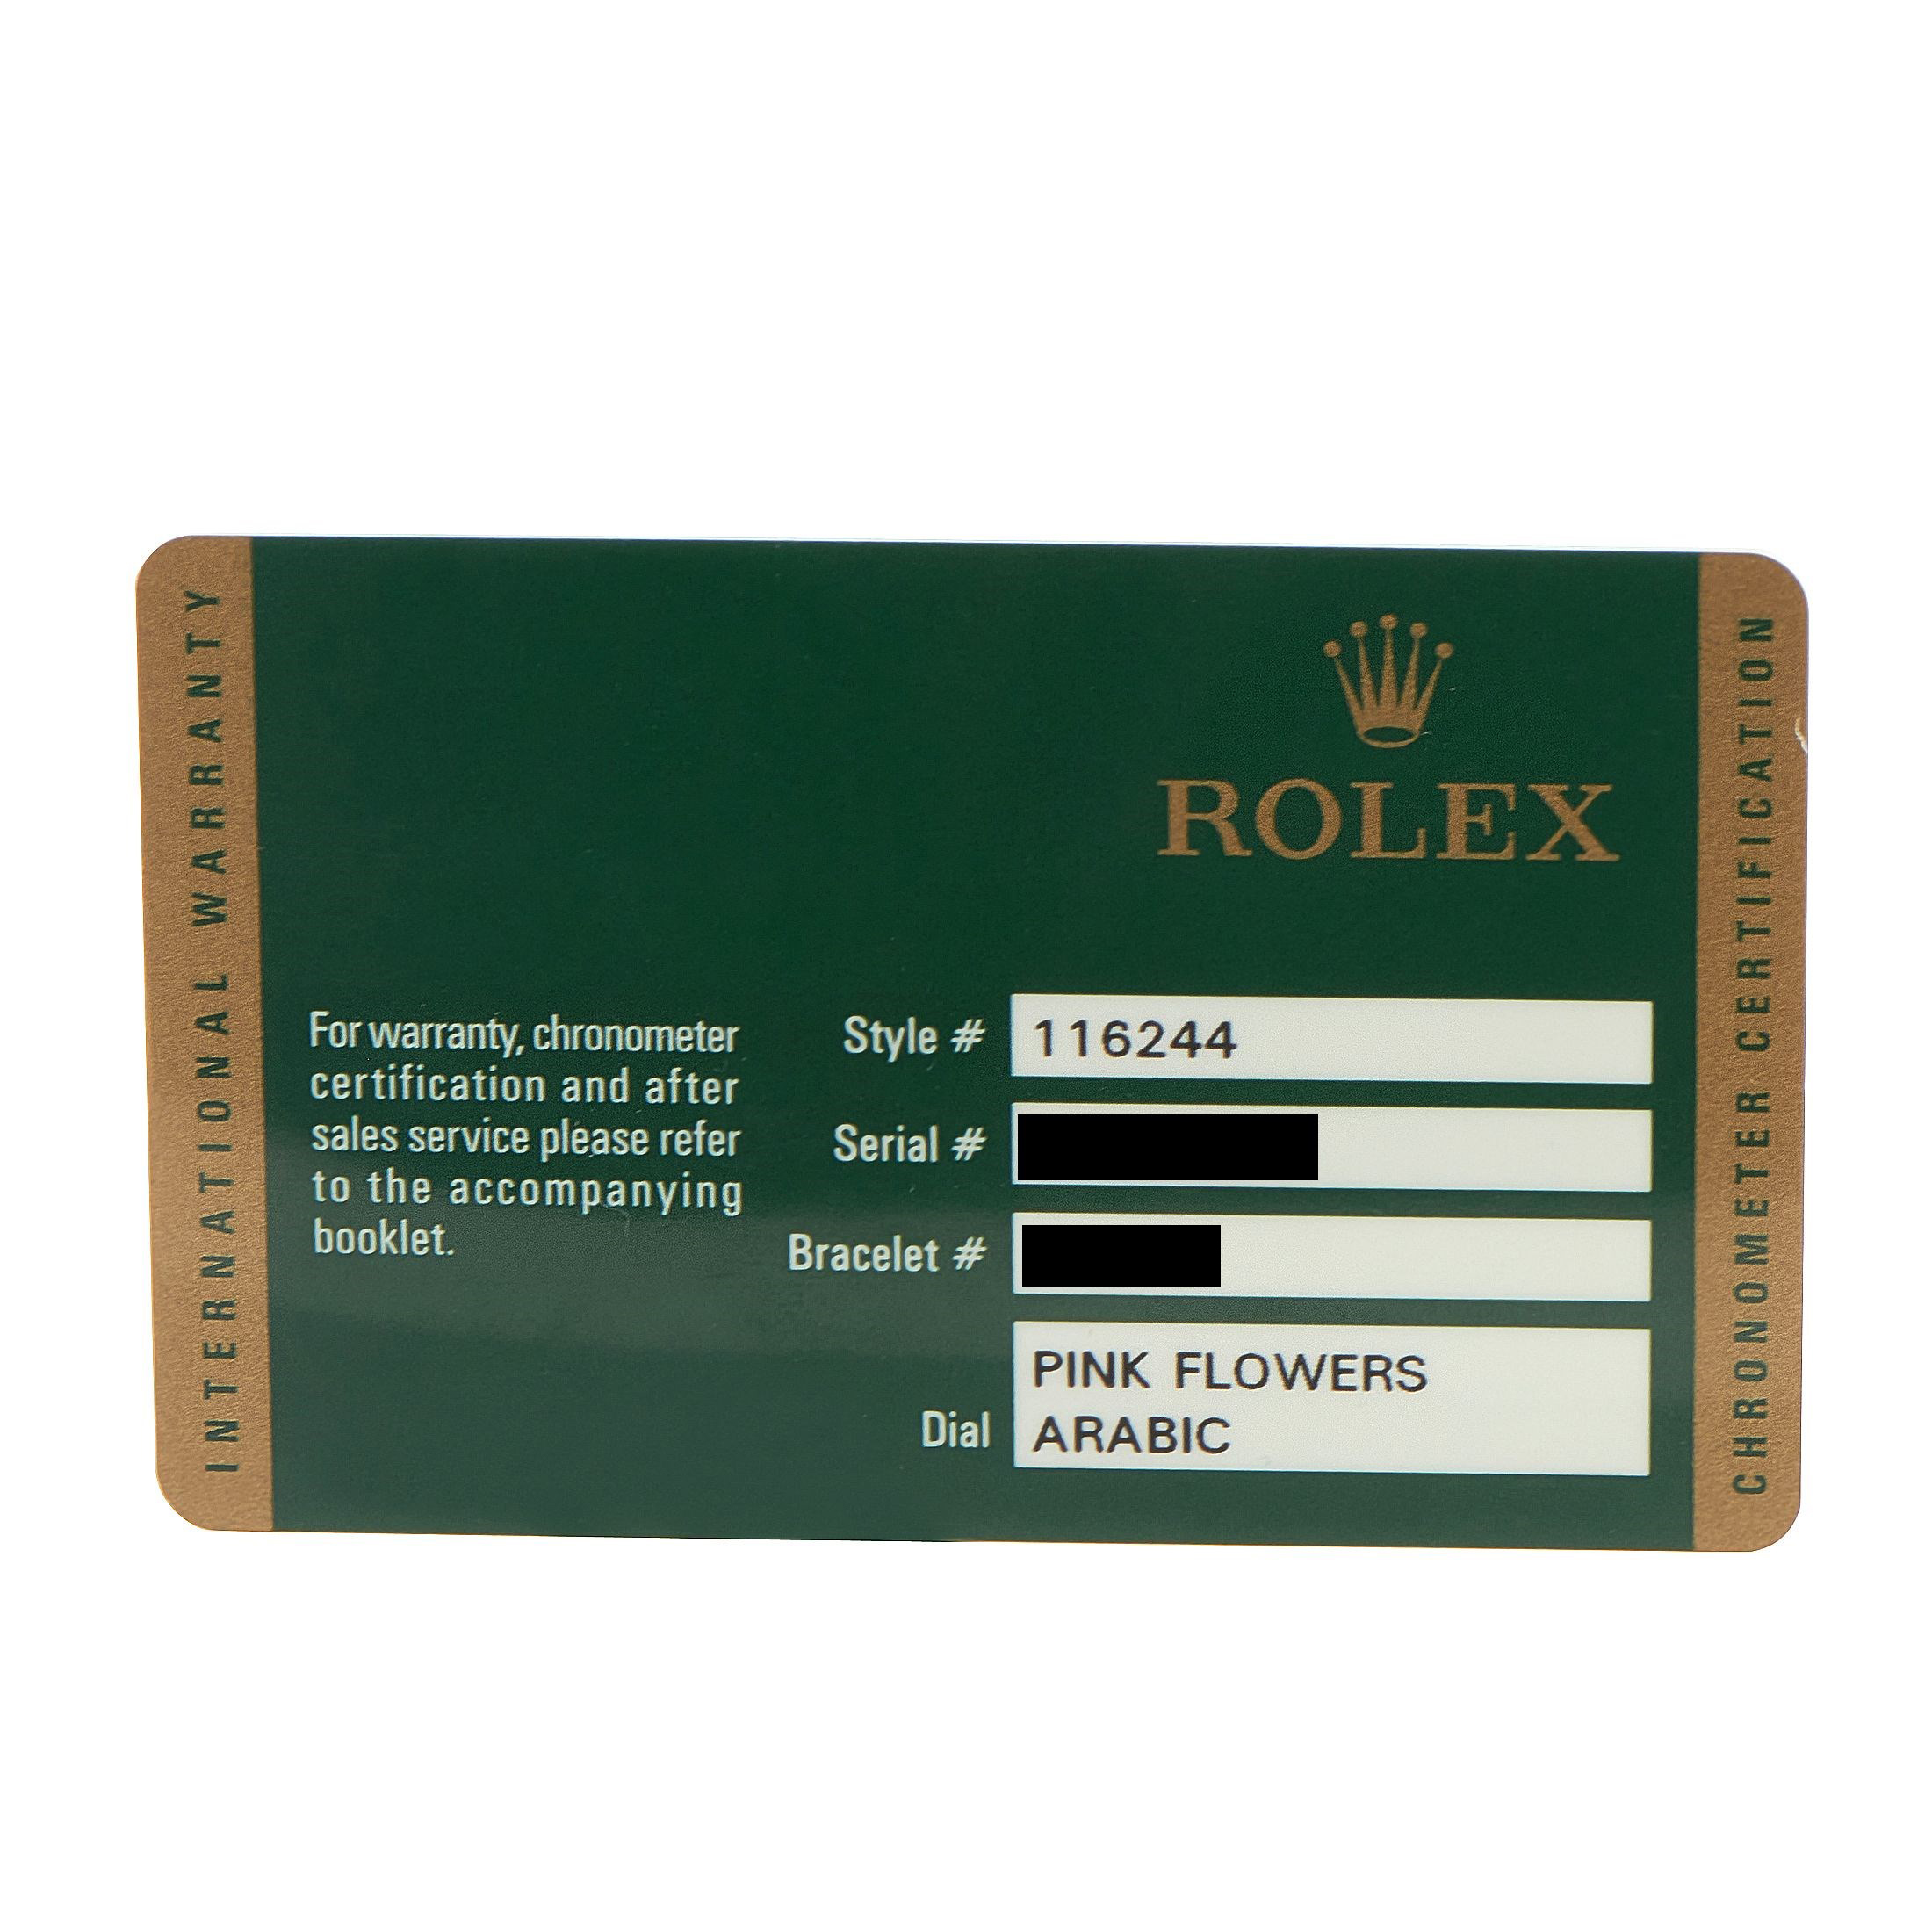 INTERNATIONAL WARRANTY
ROLEX
For warranty, chronometer
certification and after
sales service please refer
to the accompanying
booklet.
Style # 116244
Serial #
Bracelet #
Dial PINK FLOWERS
ARABIC
CHRONOMETER CERTIFICATION